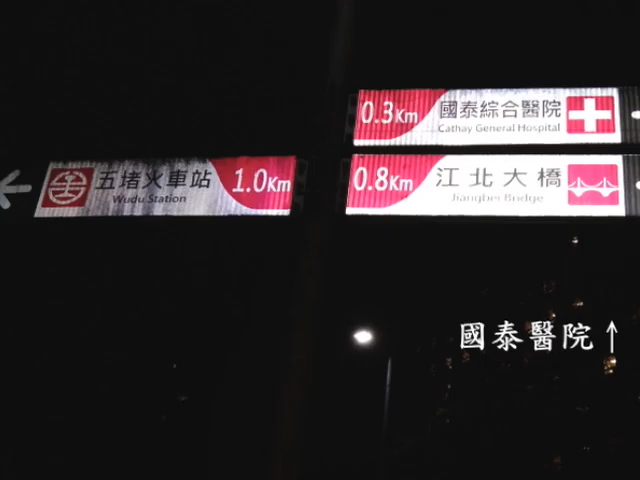 0.3Km 國泰綜合醫院
Cathay General Hospital
五堵火車站 1.0Km
Wudu Station
0.8Km 江北大橋
Jiangbei Bridge
國泰醫院↑